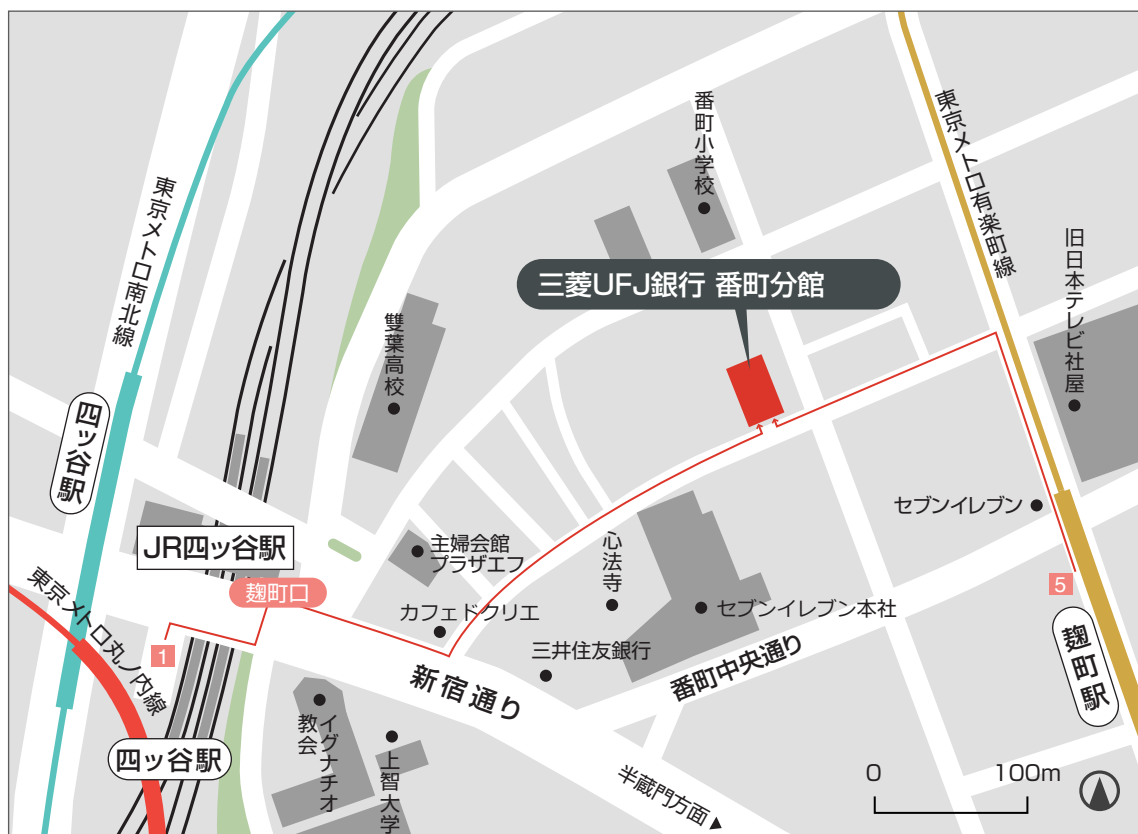 番町小学校
東京メトロ有楽町線
旧日本テレビ社屋
東京メトロ南北線
三菱UFJ銀行 番町分館
雙葉高校
四ッ谷駅
セブンイレブン
JR四ッ谷駅
主婦会館
プラザエフ
心法寺
麹町口
カフェドクリエ
セブンイレブン本社
5
東京メトロ丸ノ内線
1
三井住友銀行
番町中央通り
麹町駅
新宿通り
イグナチオ
教会
上智大学
四ッ谷駅
半蔵門方面▲
0 100m